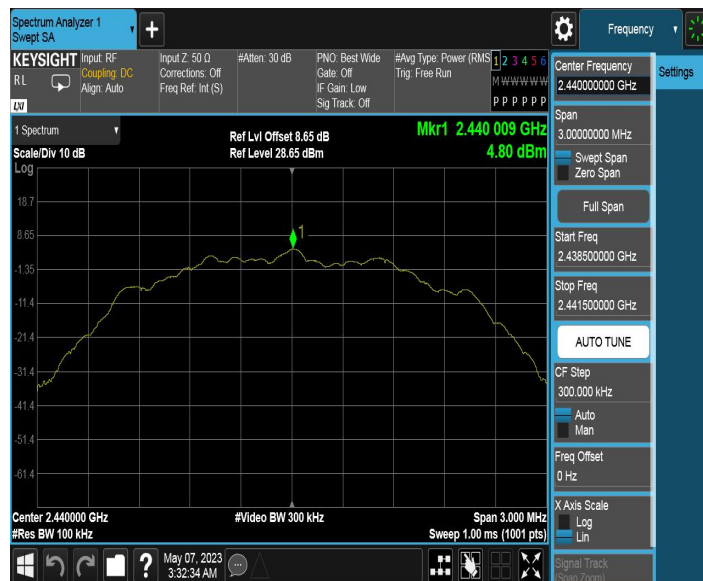 Spectrum Analyzer 1
Swept SA
+
Frequency
KEYSIGHT
RL
LXI
Input: RF
Coupling: DC
Align: Auto
Input Z: 50 Ω
Corrections: Off
Freq Ref: Int (S)
#Atten: 30 dB
PNO: Best Wide
Gate: Off
IF Gain: Low
Sig Track: Off
#Avg Type: Power (RMS
Trig: Free Run
1 2 3 4 5 6
M W W W W W
P P P P P P
1 Spectrum
Scale/Div 10 dB
Log
Ref Lvl Offset 8.65 dB
Ref Level 28.65 dBm
Mkr1 2.440 009 GHz
4.80 dBm
1
18.7
8.65
-1.35
-11.4
-21.4
-31.4
-41.4
-51.4
-61.4
Center 2.440000 GHz
#Res BW 100 kHz
#Video BW 300 kHz
Span 3.000 MHz
Sweep 1.00 ms (1001 pts)
Center Frequency
2.440000000 GHz
Span
3.00000000 MHz
Swept Span
Zero Span
Full Span
Start Freq
2.438500000 GHz
Stop Freq
2.441500000 GHz
AUTO TUNE
CF Step
300.000 kHz
Auto
Man
Freq Offset
0 Hz
X Axis Scale
Log
Lin
Signal Track
(Span Zoom)
Settings
?
May 07, 2023
3:32:34 AM